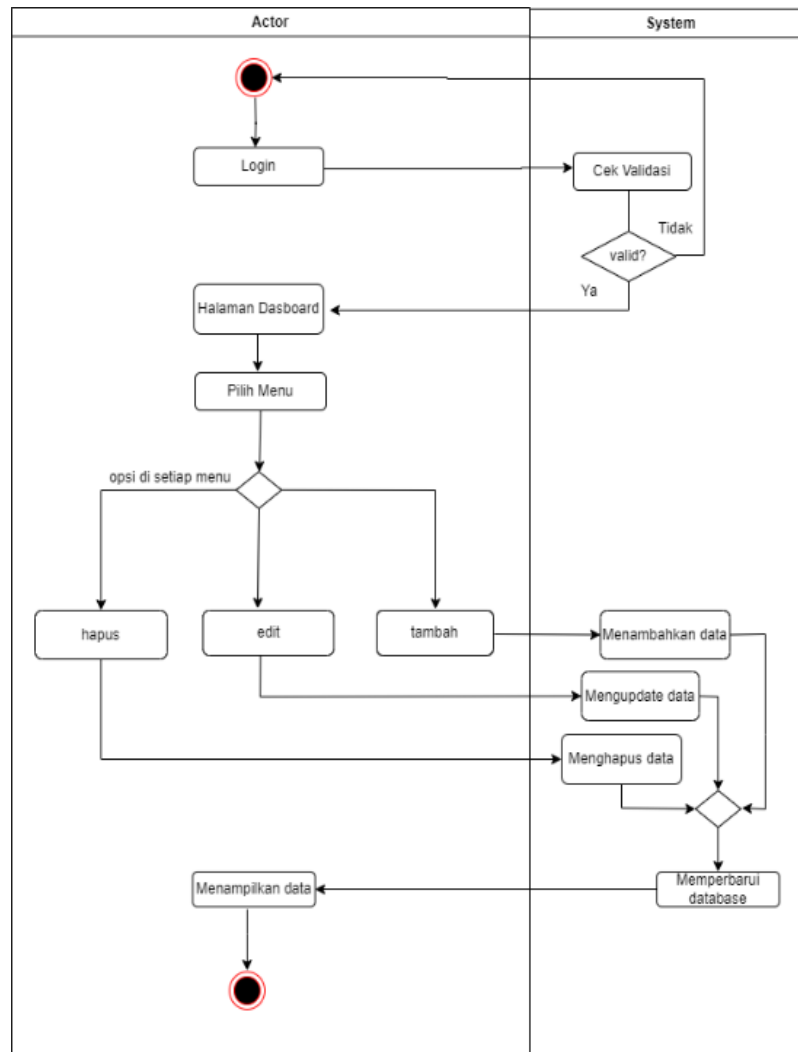 Actor
System
Login
Cek Validasi
Tidak
valid?
Ya
Halaman Dasboard
Pilih Menu
opsi di setiap menu
hapus
edit
tambah
Menambahkan data
Mengupdate data
Menghapus data
Menampilkan data
Memperbarui
database